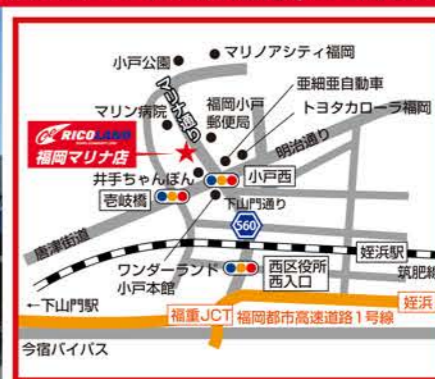 マリノアシティ福岡
小戸公園
亜細亜自動車
ヨット通り
マリン病院
福岡小戸
郵便局
トヨタカローラ福岡
明治通り
RICOLAND
福岡マリナ店
井手ちゃんぽん
小戸西
壱岐橋
下山門通り
唐津街道
560
姪浜駅
ワンダーランド
小戸本館
西区役所
西入口
筑肥線
←下山門駅
姪浜
福重JCT
福岡都市高速道路1号線
今宿バイパス